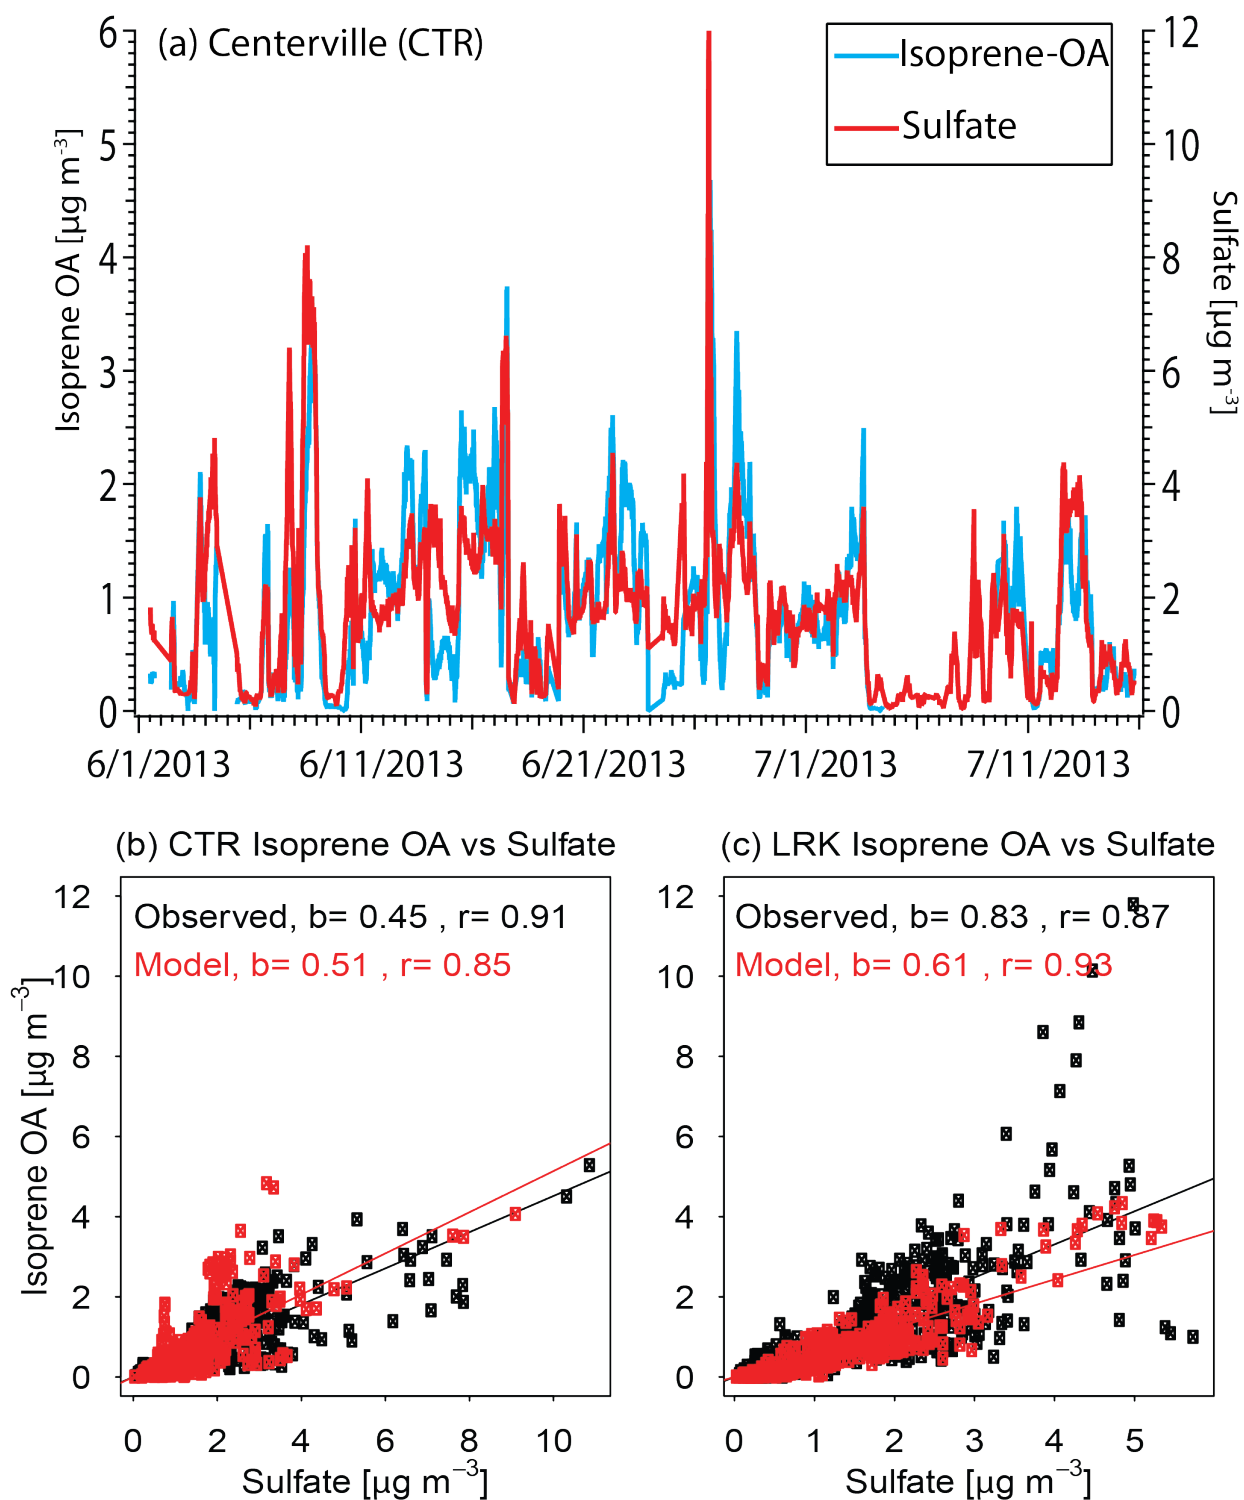 (a) Centerville (CTR)
Isoprene-OA
Sulfate
Isoprene OA [µg m-3]
6
5
4
3
2
1
0
Sulfate [µg m-3]
12
10
8
6
4
2
0
6/1/2013 6/11/2013 6/21/2013 7/1/2013 7/11/2013
(b) CTR Isoprene OA vs Sulfate
Observed, b= 0.45 , r= 0.91
Model, b= 0.51 , r= 0.85
Isoprene OA [µg m−3]
12
10
8
6
4
2
0
0 2 4 6 8 10
Sulfate [µg m−3]
(c) LRK Isoprene OA vs Sulfate
Observed, b= 0.83 , r= 0.87
Model, b= 0.61 , r= 0.93
12
10
8
6
4
2
0
0 1 2 3 4 5
Sulfate [µg m−3]